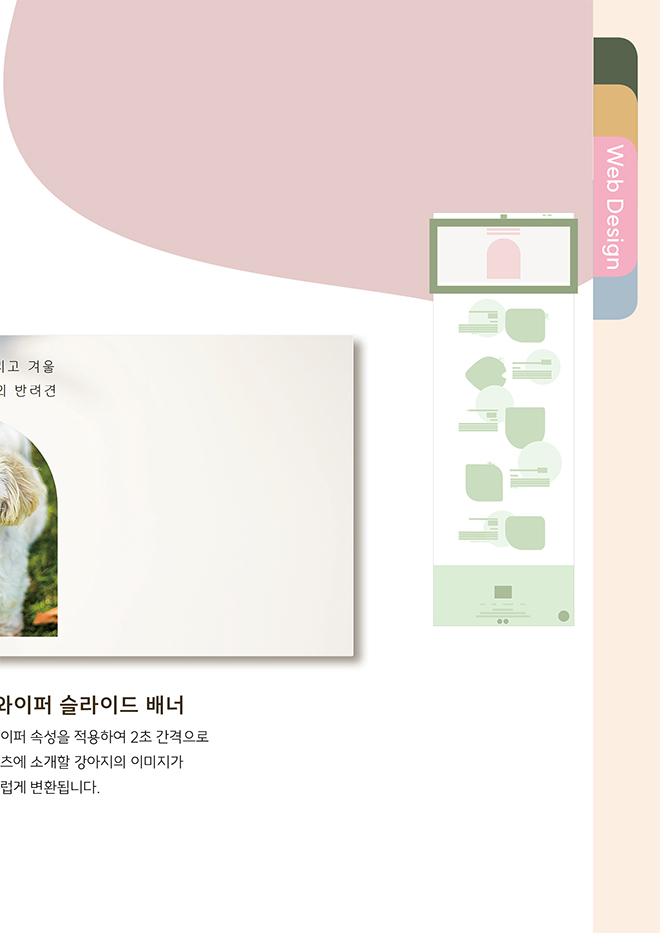 Web Design
리고 겨울
의 반려견
와이퍼 슬라이드 배너
이퍼 속성을 적용하여 2초 간격으로
츠에 소개할 강아지의 이미지가
럽게 변환됩니다.